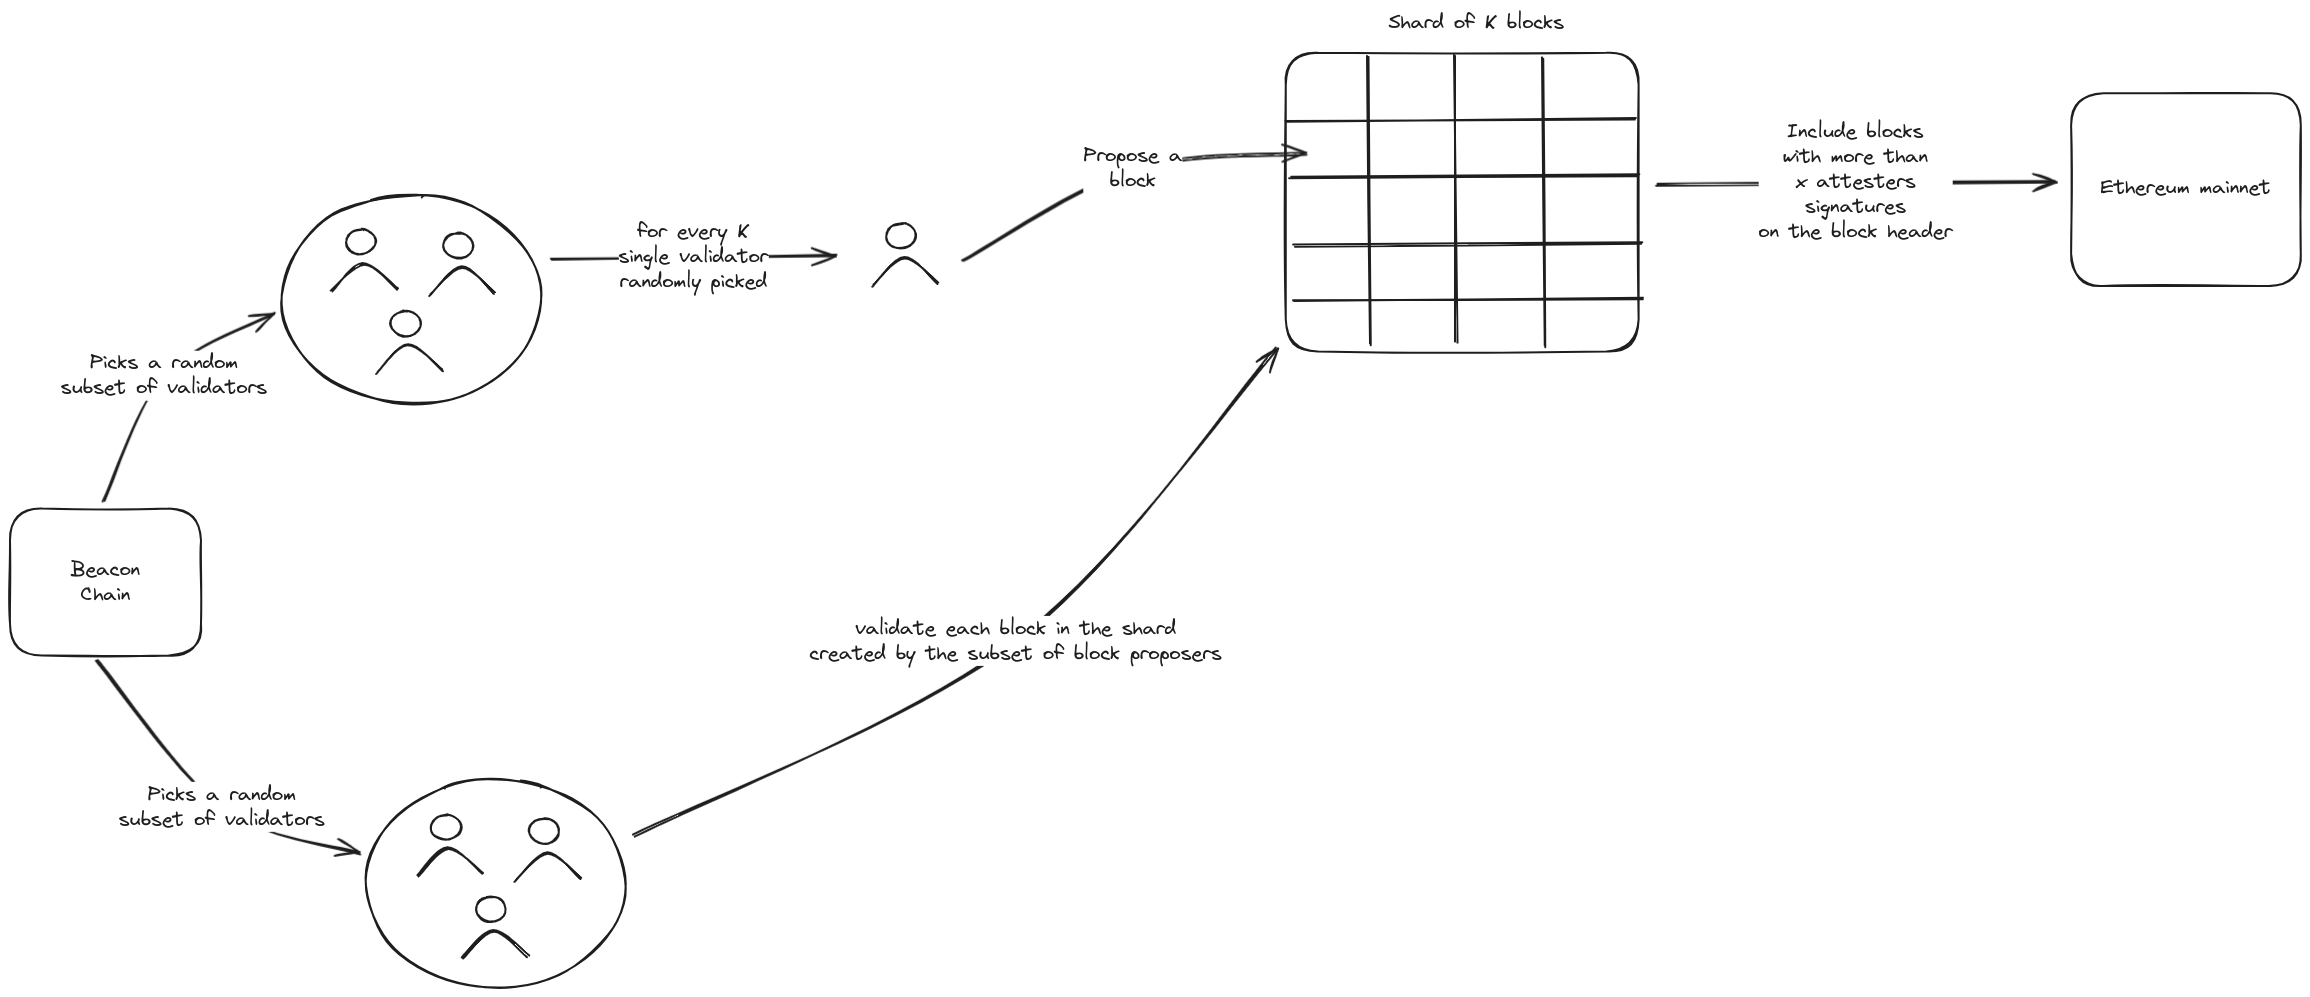 Shard of K blocks
Include blocks
with more than
x attesters
signatures
on the block header
Ethereum mainnet
Propose a
block
for every K
single validator
randomly picked
Picks a random
subset of validators
Beacon
Chain
validate each block in the shard
created by the subset of block proposers
Picks a random
subset of validators